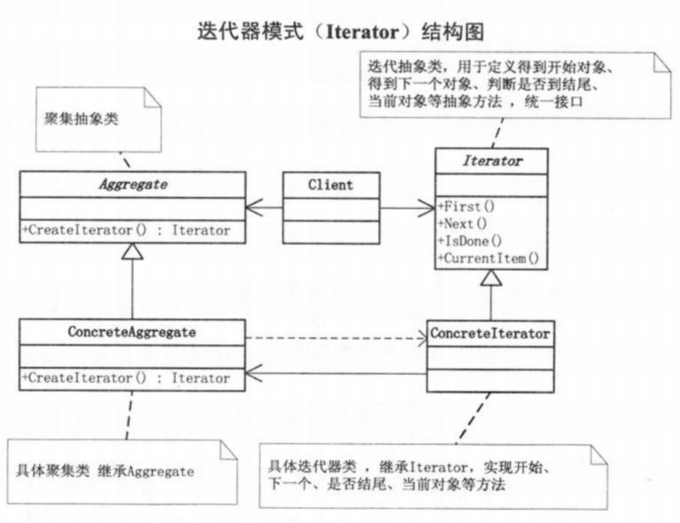 迭代器模式（Iterator）结构图
迭代抽象类，用于定义得到开始对象、
得到下一个对象、判断是否到结尾、
当前对象等抽象方法，统一接口
聚集抽象类
Aggregate
Client
Iterator
+CreateIterator() : Iterator
+First()
+Next()
+IsDone()
+CurrentItem()
ConcreteAggregate
ConcreteIterator
+CreateIterator() : Iterator
具体聚集类 继承Aggregate
具体迭代器类，继承Iterator，实现开始、
下一个、是否结尾、当前对象等方法